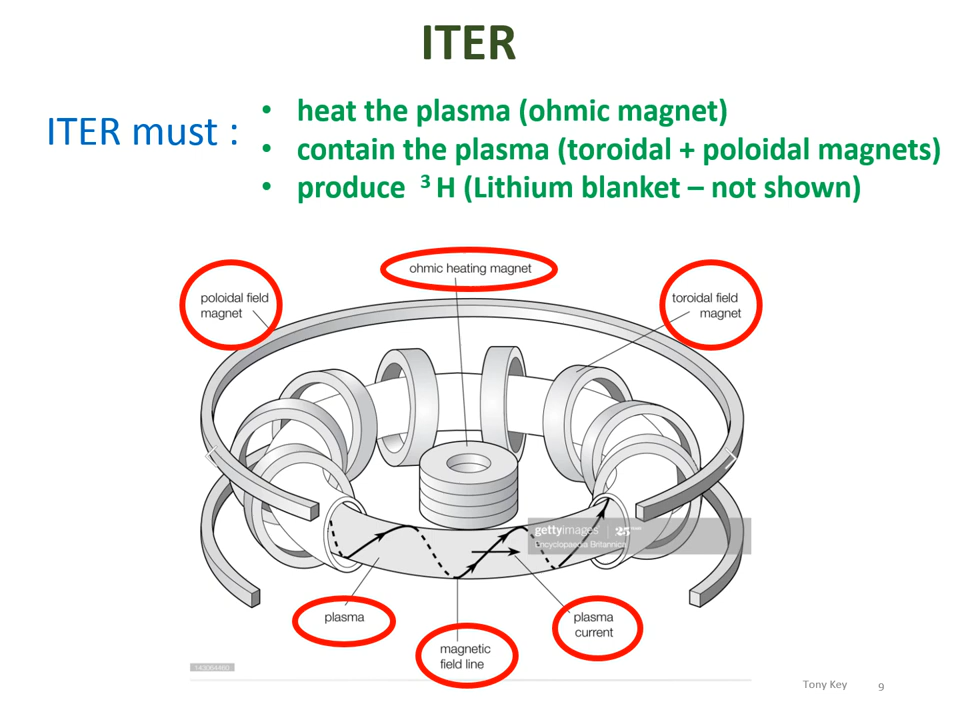 ITER
ITER must :
• heat the plasma (ohmic magnet)
• contain the plasma (toroidal + poloidal magnets)
• produce ³ H (Lithium blanket – not shown)
ohmic heating magnet
poloidal field
magnet
toroidal field
magnet
gettyimages
Encyclopaedia Britannica
plasma
plasma
current
magnetic
field line
Tony Key
9